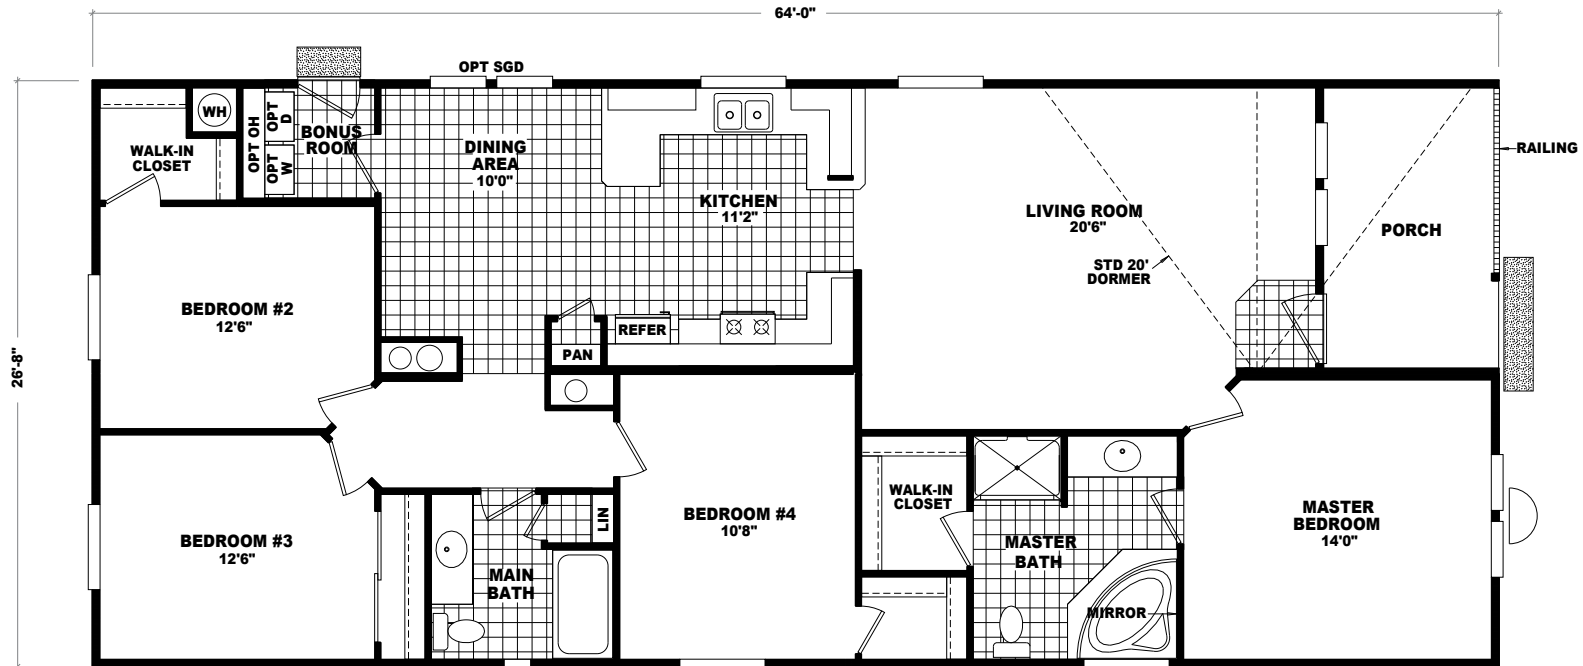 64'-0"
OPT SGD
WH
OPT OH
OPT
D
OPT
W
BONUS
ROOM
WALK-IN
CLOSET
DINING
AREA
10'0"
KITCHEN
11'2"
LIVING ROOM
20'6"
STD 20'
DORMER
PORCH
RAILING
26'-8"
BEDROOM #2
12'6"
REFER
PAN
BEDROOM #3
12'6"
LIN
MAIN
BATH
BEDROOM #4
10'8"
WALK-IN
CLOSET
MASTER
BATH
MIRROR
MASTER
BEDROOM
14'0"